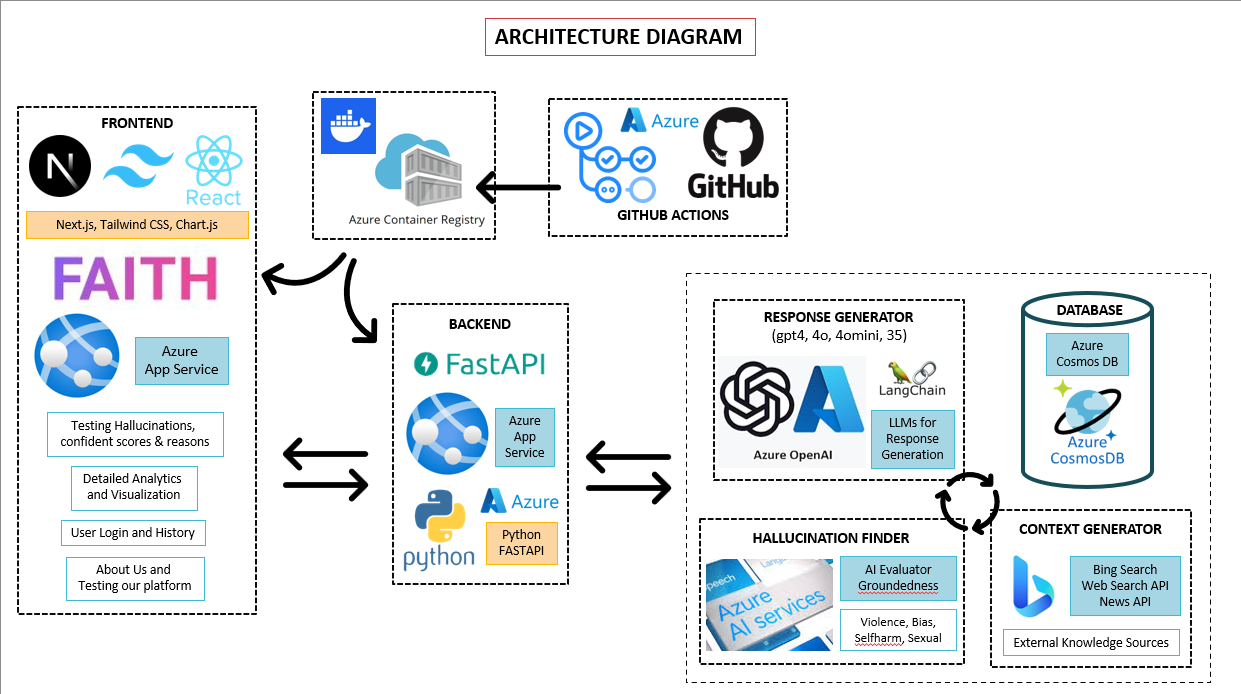 ARCHITECTURE DIAGRAM
FRONTEND
N
React
Next.js, Tailwind CSS, Chart.js
FAITH
Azure
App Service
Testing Hallucinations,
confident scores & reasons
Detailed Analytics
and Visualization
User Login and History
About Us and
Testing our platform
Azure Container Registry
Azure
GitHub
GITHUB ACTIONS
BACKEND
FastAPI
Azure
App
Service
Azure
python
Python
FASTAPI
RESPONSE GENERATOR
(gpt4, 4o, 4omini, 35)
Azure OpenAI
LangChain
LLMs for
Response
Generation
DATABASE
Azure
Cosmos DB
Azure
CosmosDB
HALLUCINATION FINDER
peech
Lang
Azure
AI services
AI Evaluator
Groundedness
Violence, Bias,
Selfharm, Sexual
CONTEXT GENERATOR
Bing Search
Web Search API
News API
External Knowledge Sources